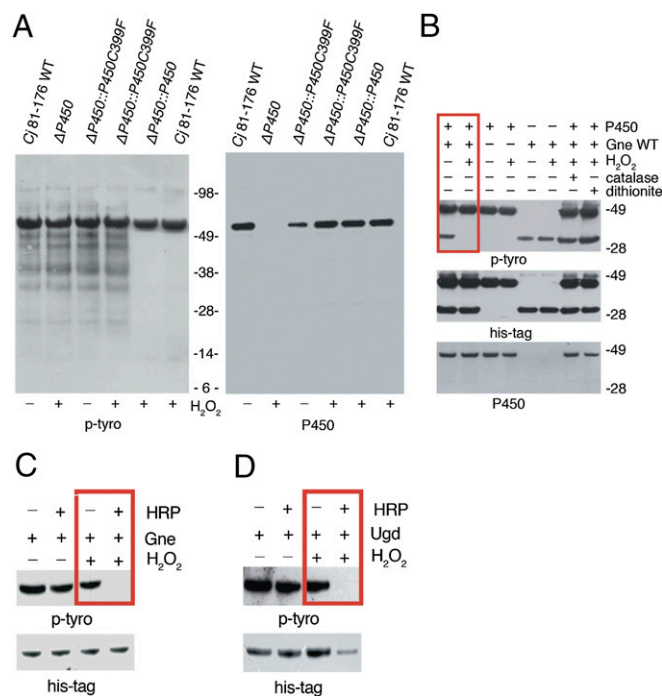 A
Cj 81-176 WT
ΔP450
ΔP450::P450C399F
ΔP450::P450C399F
ΔP450::P450
Cj 81-176 WT
-98-
-49-
-38-
-28-
-14-
- 6 -
− + − + + + H₂O₂
p-tyro
Cj 81-176 WT
ΔP450
ΔP450::P450C399F
ΔP450::P450C399F
ΔP450::P450
Cj 81-176 WT
− + − + + +
P450
B
+ + + + − − + + P450
+ + − − + + + + Gne WT
− + − + − + + + H₂O₂
+ catalase
+ dithionite
-49
-28
p-tyro
-49
-28
his-tag
-49
-28
P450
C
− + − + HRP
+ + + + Gne
− − + + H₂O₂
p-tyro
his-tag
D
− + − + HRP
+ + + + Ugd
− − + + H₂O₂
p-tyro
his-tag